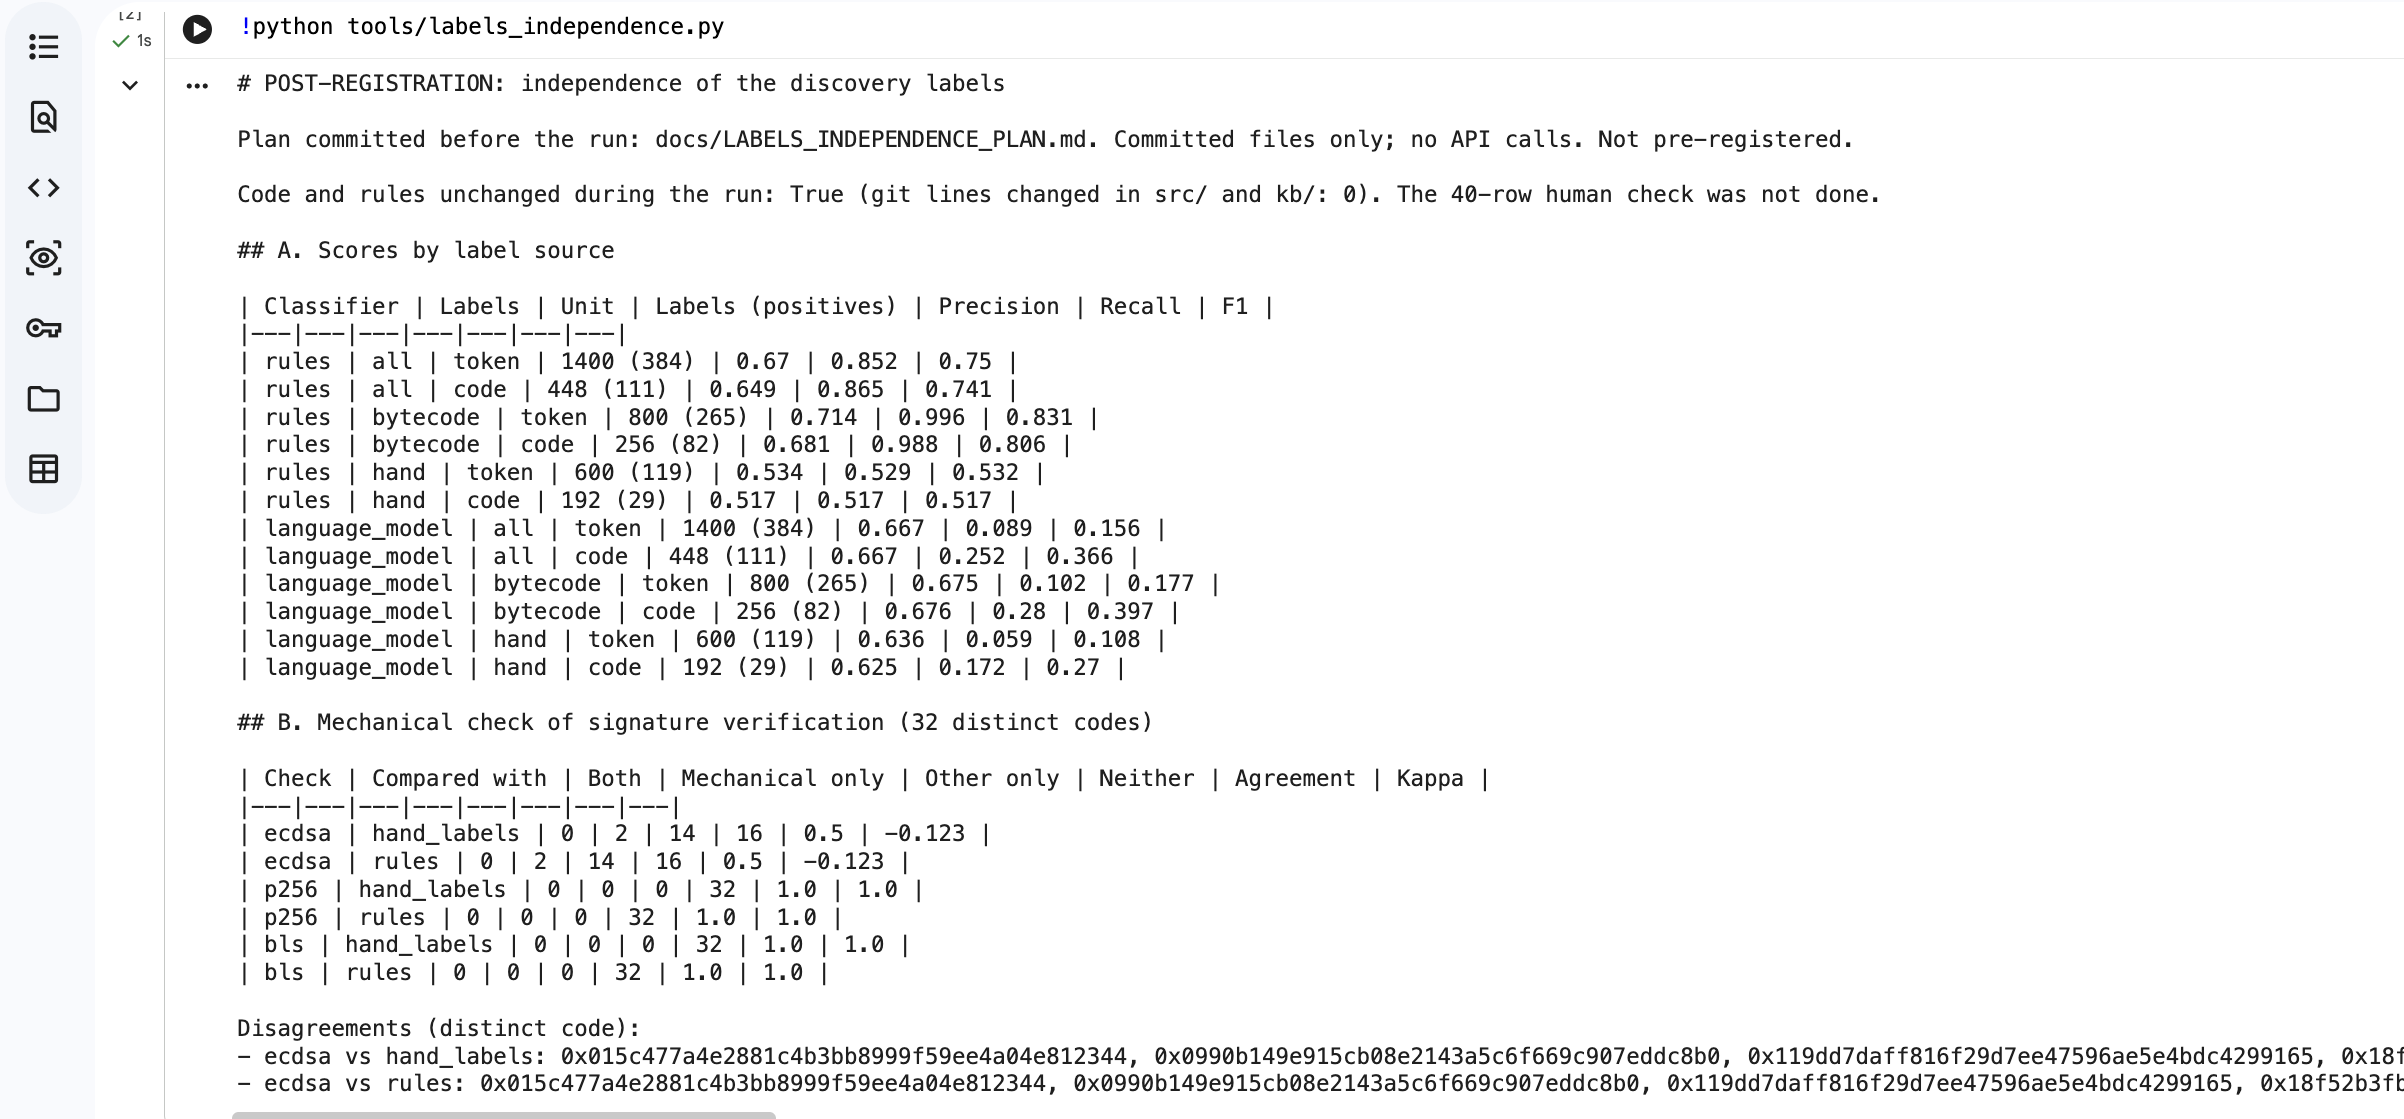 [2]
1s
!python tools/labels_independence.py
# POST-REGISTRATION: independence of the discovery labels
Plan committed before the run: docs/LABELS_INDEPENDENCE_PLAN.md. Committed files only; no API calls. Not pre-registered.
Code and rules unchanged during the run: True (git lines changed in src/ and kb/: 0). The 40-row human check was not done.
## A. Scores by label source
| Classifier | Labels | Unit | Labels (positives) | Precision | Recall | F1 |
|---|---|---|---|---|---|---|
| rules | all | token | 1400 (384) | 0.67 | 0.852 | 0.75 |
| rules | all | code | 448 (111) | 0.649 | 0.865 | 0.741 |
| rules | bytecode | token | 800 (265) | 0.714 | 0.996 | 0.831 |
| rules | bytecode | code | 256 (82) | 0.681 | 0.988 | 0.806 |
| rules | hand | token | 600 (119) | 0.534 | 0.529 | 0.532 |
| rules | hand | code | 192 (29) | 0.517 | 0.517 | 0.517 |
| language_model | all | token | 1400 (384) | 0.667 | 0.089 | 0.156 |
| language_model | all | code | 448 (111) | 0.667 | 0.252 | 0.366 |
| language_model | bytecode | token | 800 (265) | 0.675 | 0.102 | 0.177 |
| language_model | bytecode | code | 256 (82) | 0.676 | 0.28 | 0.397 |
| language_model | hand | token | 600 (119) | 0.636 | 0.059 | 0.108 |
| language_model | hand | code | 192 (29) | 0.625 | 0.172 | 0.27 |
## B. Mechanical check of signature verification (32 distinct codes)
| Check | Compared with | Both | Mechanical only | Other only | Neither | Agreement | Kappa |
|---|---|---|---|---|---|---|---|
| ecdsa | hand_labels | 0 | 2 | 14 | 16 | 0.5 | -0.123 |
| ecdsa | rules | 0 | 2 | 14 | 16 | 0.5 | -0.123 |
| p256 | hand_labels | 0 | 0 | 0 | 32 | 1.0 | 1.0 |
| p256 | rules | 0 | 0 | 0 | 32 | 1.0 | 1.0 |
| bls | hand_labels | 0 | 0 | 0 | 32 | 1.0 | 1.0 |
| bls | rules | 0 | 0 | 0 | 32 | 1.0 | 1.0 |
Disagreements (distinct code):
- ecdsa vs hand_labels: 0x015c477a4e2881c4b3bb8999f59ee4a04e812344, 0x0990b149e915cb08e2143a5c6f669c907eddc8b0, 0x119dd7daff816f29d7ee47596ae5e4bdc4299165, 0x18f
- ecdsa vs rules: 0x015c477a4e2881c4b3bb8999f59ee4a04e812344, 0x0990b149e915cb08e2143a5c6f669c907eddc8b0, 0x119dd7daff816f29d7ee47596ae5e4bdc4299165, 0x18f52b3fb